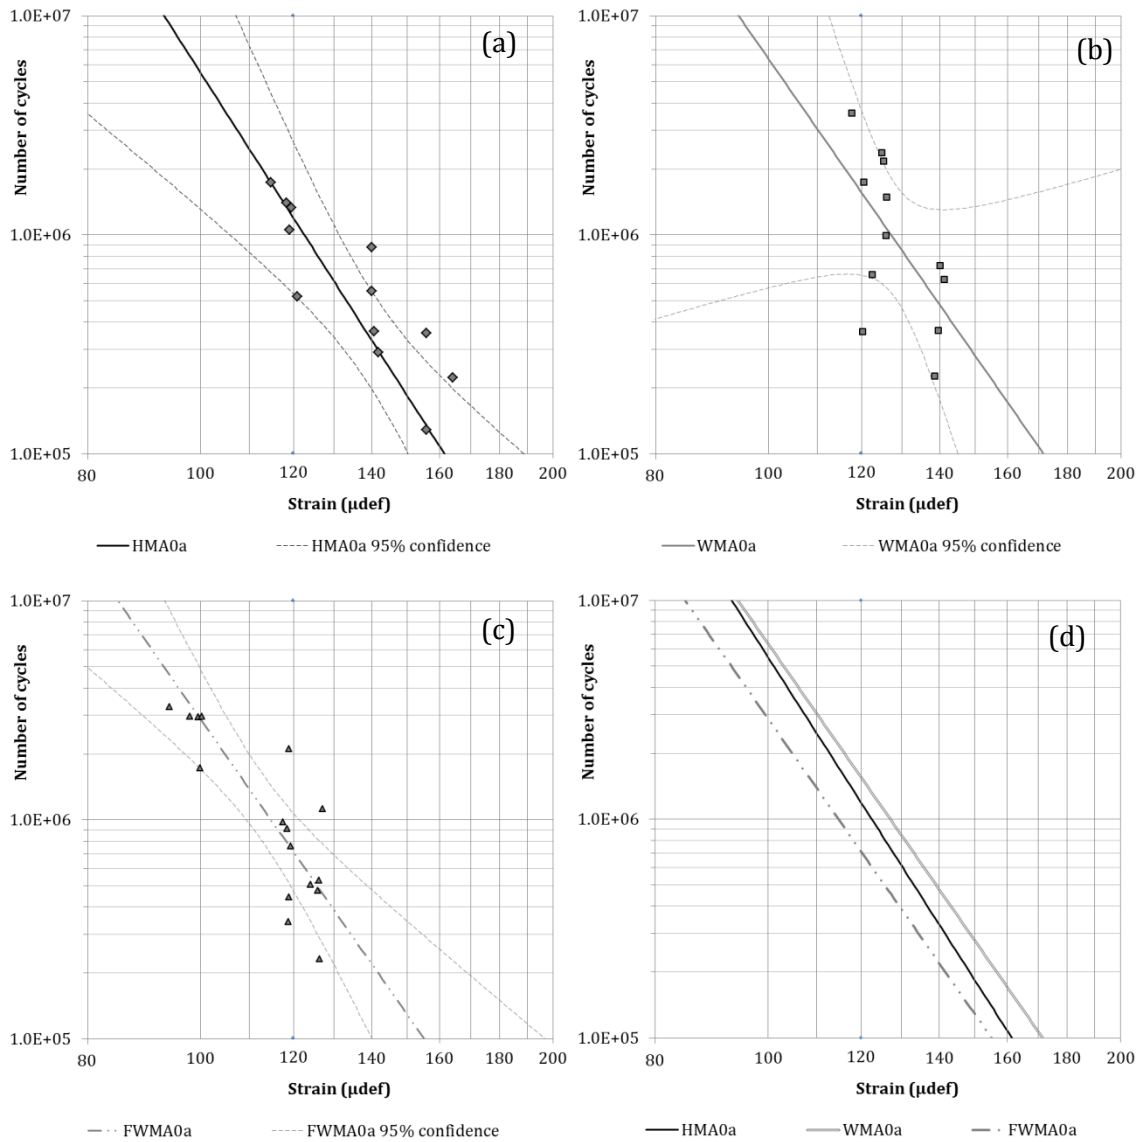 (a)
1.0E+07
1.0E+06
1.0E+05
Number of cycles
80 100 120 140 160 180 200
Strain (µdef)
HMA0a HMA0a 95% confidence
(b)
1.0E+07
1.0E+06
1.0E+05
Number of cycles
80 100 120 140 160 180 200
Strain (µdef)
WMA0a WMA0a 95% confidence
(c)
1.0E+07
1.0E+06
1.0E+05
Number of cycles
80 100 120 140 160 180 200
Strain (µdef)
FWMA0a FWMA0a 95% confidence
(d)
1.0E+07
1.0E+06
1.0E+05
Number of cycles
80 100 120 140 160 180 200
Strain (µdef)
HMA0a WMA0a FWMA0a